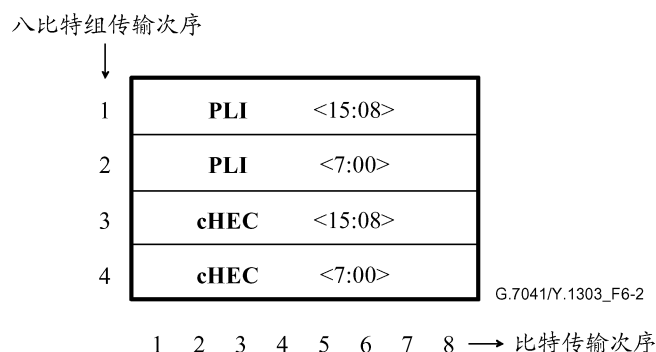 八比特组传输次序
1 PLI <15:08>
2 PLI <7:00>
3 cHEC <15:08>
4 cHEC <7:00>
G.7041/Y.1303_F6-2
1 2 3 4 5 6 7 8 比特传输次序